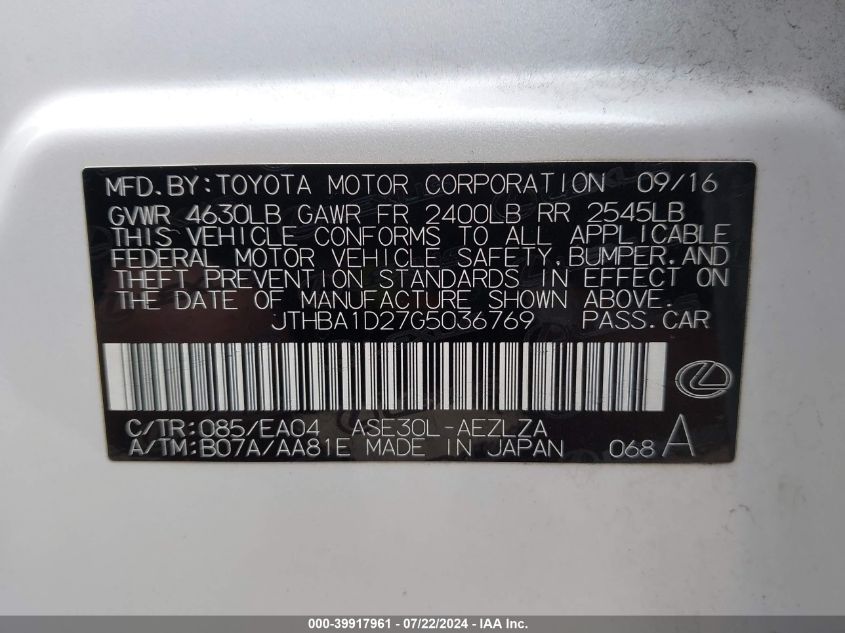 MFD.BY:TOYOTA MOTOR CORPORATION 09/16
GVWR 4630LB GAWR FR 2400LB RR 2545LB
THIS VEHICLE CONFORMS TO ALL APPLICABLE
FEDERAL MOTOR VEHICLE SAFETY,BUMPER,AND
THEFT PREVENTION STANDARDS IN EFFECT ON
THE DATE OF MANUFACTURE SHOWN ABOVE.
JTHBA1D27G5036769 PASS.CAR
C/TR:085/EA04 ASE30L-AEZLZA
A/TM:B07A/AA81E MADE IN JAPAN 068 A
000-39917961 - 07/22/2024 - IAA Inc.